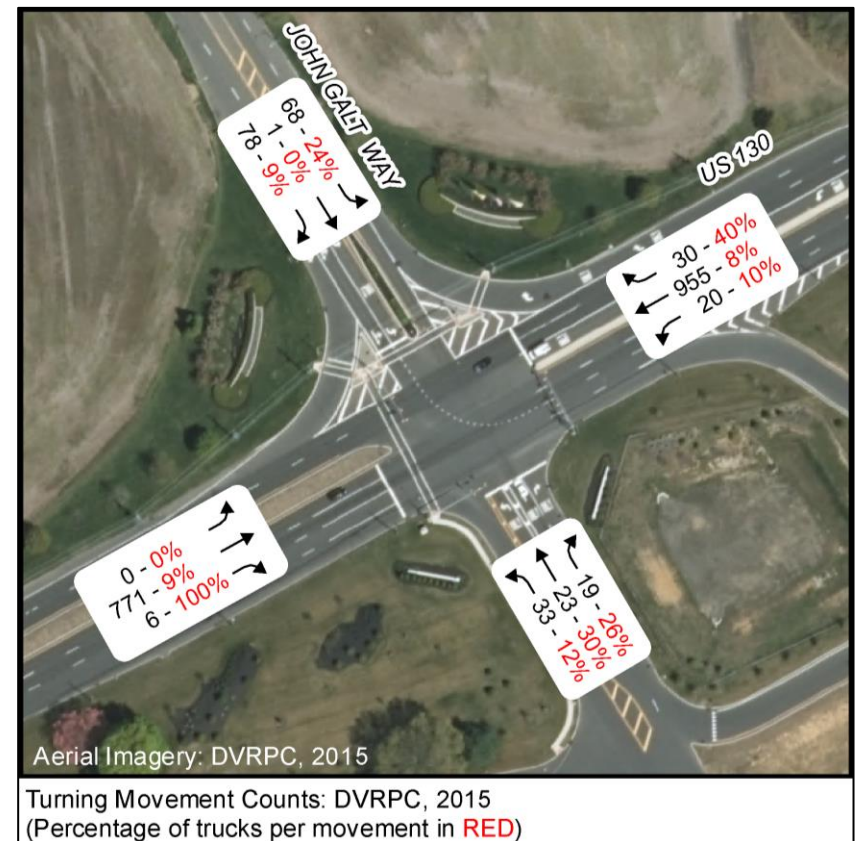 JOHN GALT WAY
68 - 24%
1 - 0%
78 - 9%
US 130
30 - 40%
955 - 8%
20 - 10%
0 - 0%
771 - 9%
6 - 100%
19 - 26%
23 - 30%
33 - 12%
Aerial Imagery: DVRPC, 2015
Turning Movement Counts: DVRPC, 2015
(Percentage of trucks per movement in RED)